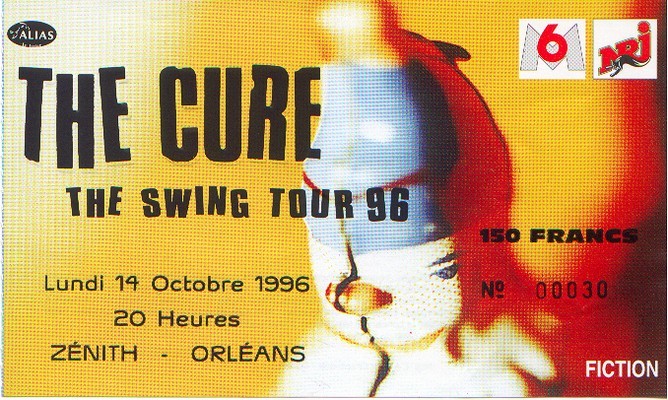 ALIAS
M6
NRJ
THE CURE
THE SWING TOUR 96
150 FRANCS
Lundi 14 Octobre 1996
Nº 00030
20 Heures
ZÉNITH - ORLÉANS
FICTION